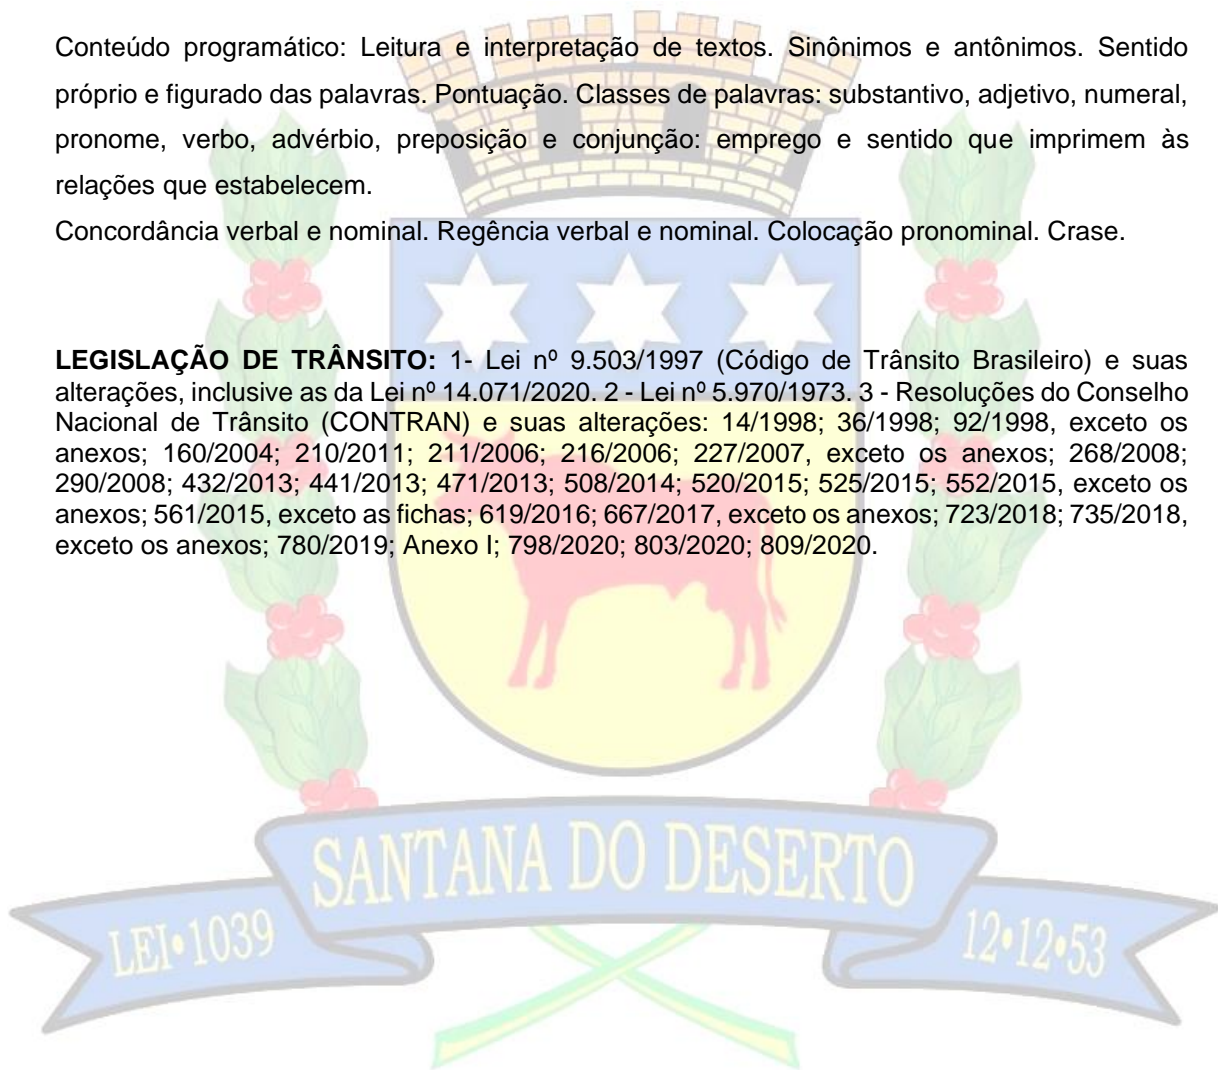 Conteúdo programático: Leitura e interpretação de textos. Sinônimos e antônimos. Sentido
próprio e figurado das palavras. Pontuação. Classes de palavras: substantivo, adjetivo, numeral,
pronome, verbo, advérbio, preposição e conjunção: emprego e sentido que imprimem às
relações que estabelecem.
Concordância verbal e nominal. Regência verbal e nominal. Colocação pronominal. Crase.
LEGISLAÇÃO DE TRÂNSITO: 1- Lei nº 9.503/1997 (Código de Trânsito Brasileiro) e suas
alterações, inclusive as da Lei nº 14.071/2020. 2 - Lei nº 5.970/1973. 3 - Resoluções do Conselho
Nacional de Trânsito (CONTRAN) e suas alterações: 14/1998; 36/1998; 92/1998, exceto os
anexos; 160/2004; 210/2011; 211/2006; 216/2006; 227/2007, exceto os anexos; 268/2008;
290/2008; 432/2013; 441/2013; 471/2013; 508/2014; 520/2015; 525/2015; 552/2015, exceto os
anexos; 561/2015, exceto as fichas; 619/2016; 667/2017, exceto os anexos; 723/2018; 735/2018,
exceto os anexos; 780/2019; Anexo I; 798/2020; 803/2020; 809/2020.
SANTANA DO DESERTO
LEI•1039
12•12•53